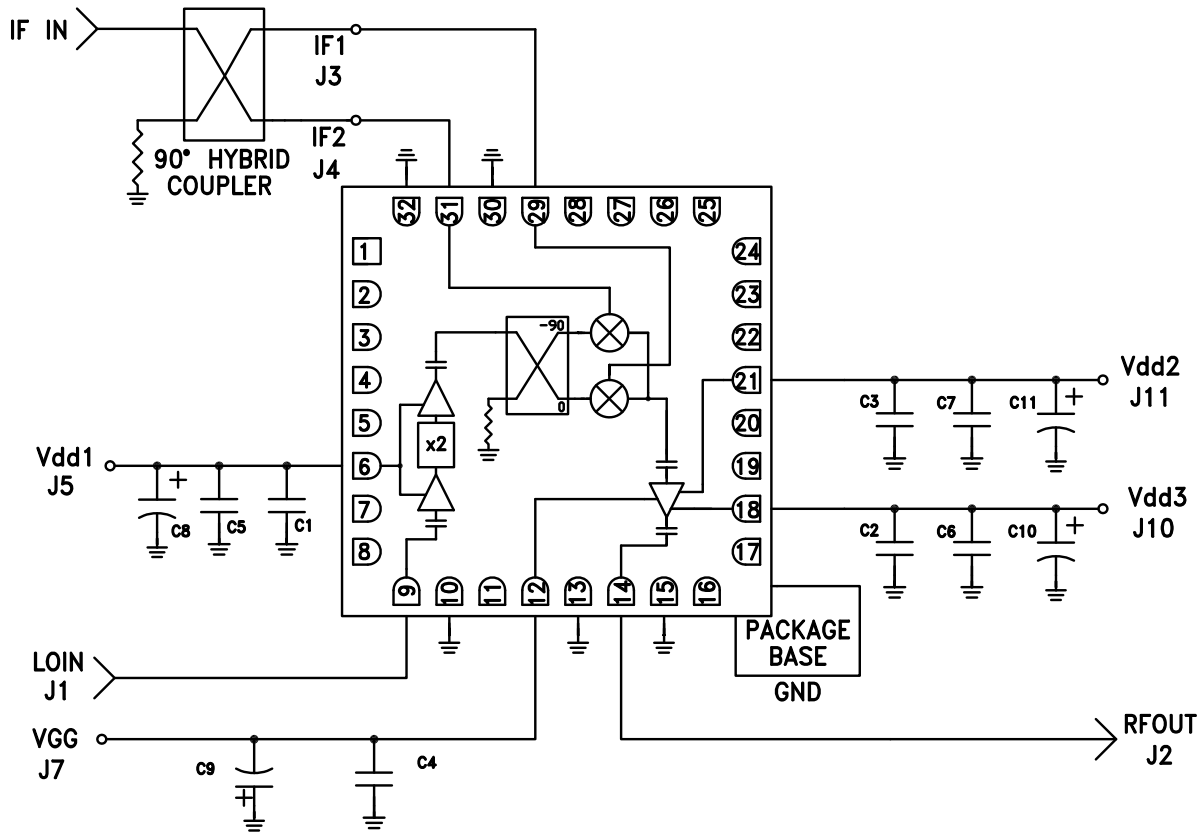 IF IN
IF1
J3
IF2
J4
90° HYBRID
COUPLER
32
31
30
29
28
27
26
25
1
2
3
4
5
6
7
8
24
23
22
21
20
19
18
17
-90
0
x2
9
10
11
12
13
14
15
16
Vdd1
J5
+
C8
C5
C1
Vdd2
J11
C3
C7
C11
+
Vdd3
J10
C2
C6
C10
+
PACKAGE
BASE
GND
LOIN
J1
VGG
J7
C9
+
C4
RFOUT
J2